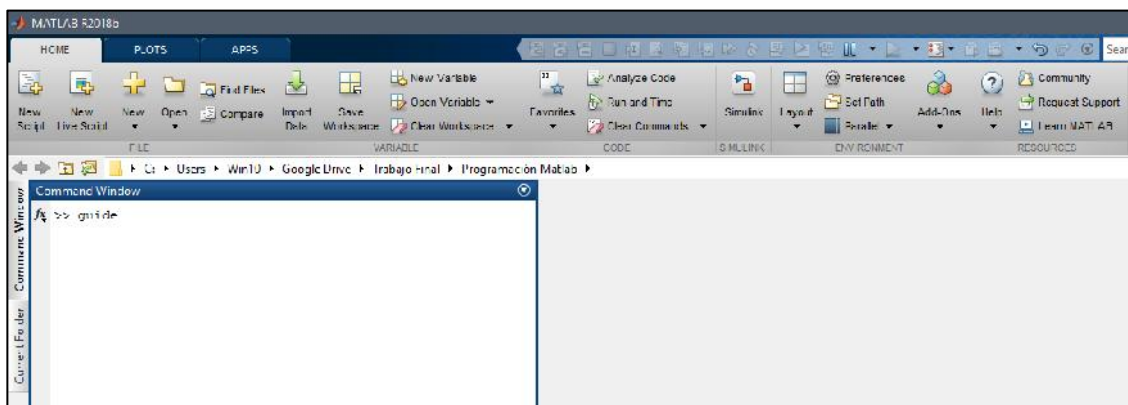 MATLAB R2018b
HOME PLOTS APPS
Sear
New Script
New Live Script
New
Open
Find Files
Compare
Import Data
Save Workspace
New Variable
Open Variable
Clear Workspace
Favorites
Analyze Code
Run and Time
Clear Commands
Simulink
Layout
Preferences
Set Path
Parallel
Add-Ons
Help
Community
Request Support
Learn MATLAB
FILE VARIABLE CODE SIMULINK ENVIRONMENT RESOURCES
C: Users Win10 Google Drive Trabajo Final Programación Matlab
Command Window
fx >> guide
Command Window
Current Folder